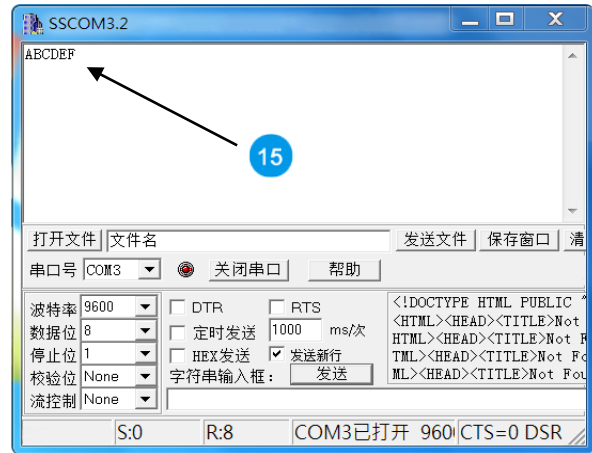 SSCOM3.2
ABCDEF
15
打开文件 文件名 发送文件 保存窗口 清
串口号 COM3 关闭串口 帮助
波特率 9600 DTR RTS
数据位 8 定时发送 1000 ms/次
停止位 1 HEX发送 发送新行
校验位 None 字符串输入框: 发送
流控制 None
<!DOCTYPE HTML PUBLIC "
<HTML><HEAD><TITLE>Not
HTML><HEAD><TITLE>Not F
TML><HEAD><TITLE>Not Fo
ML><HEAD><TITLE>Not Fou
S:0 R:8 COM3已打开 960 CTS=0 DSR